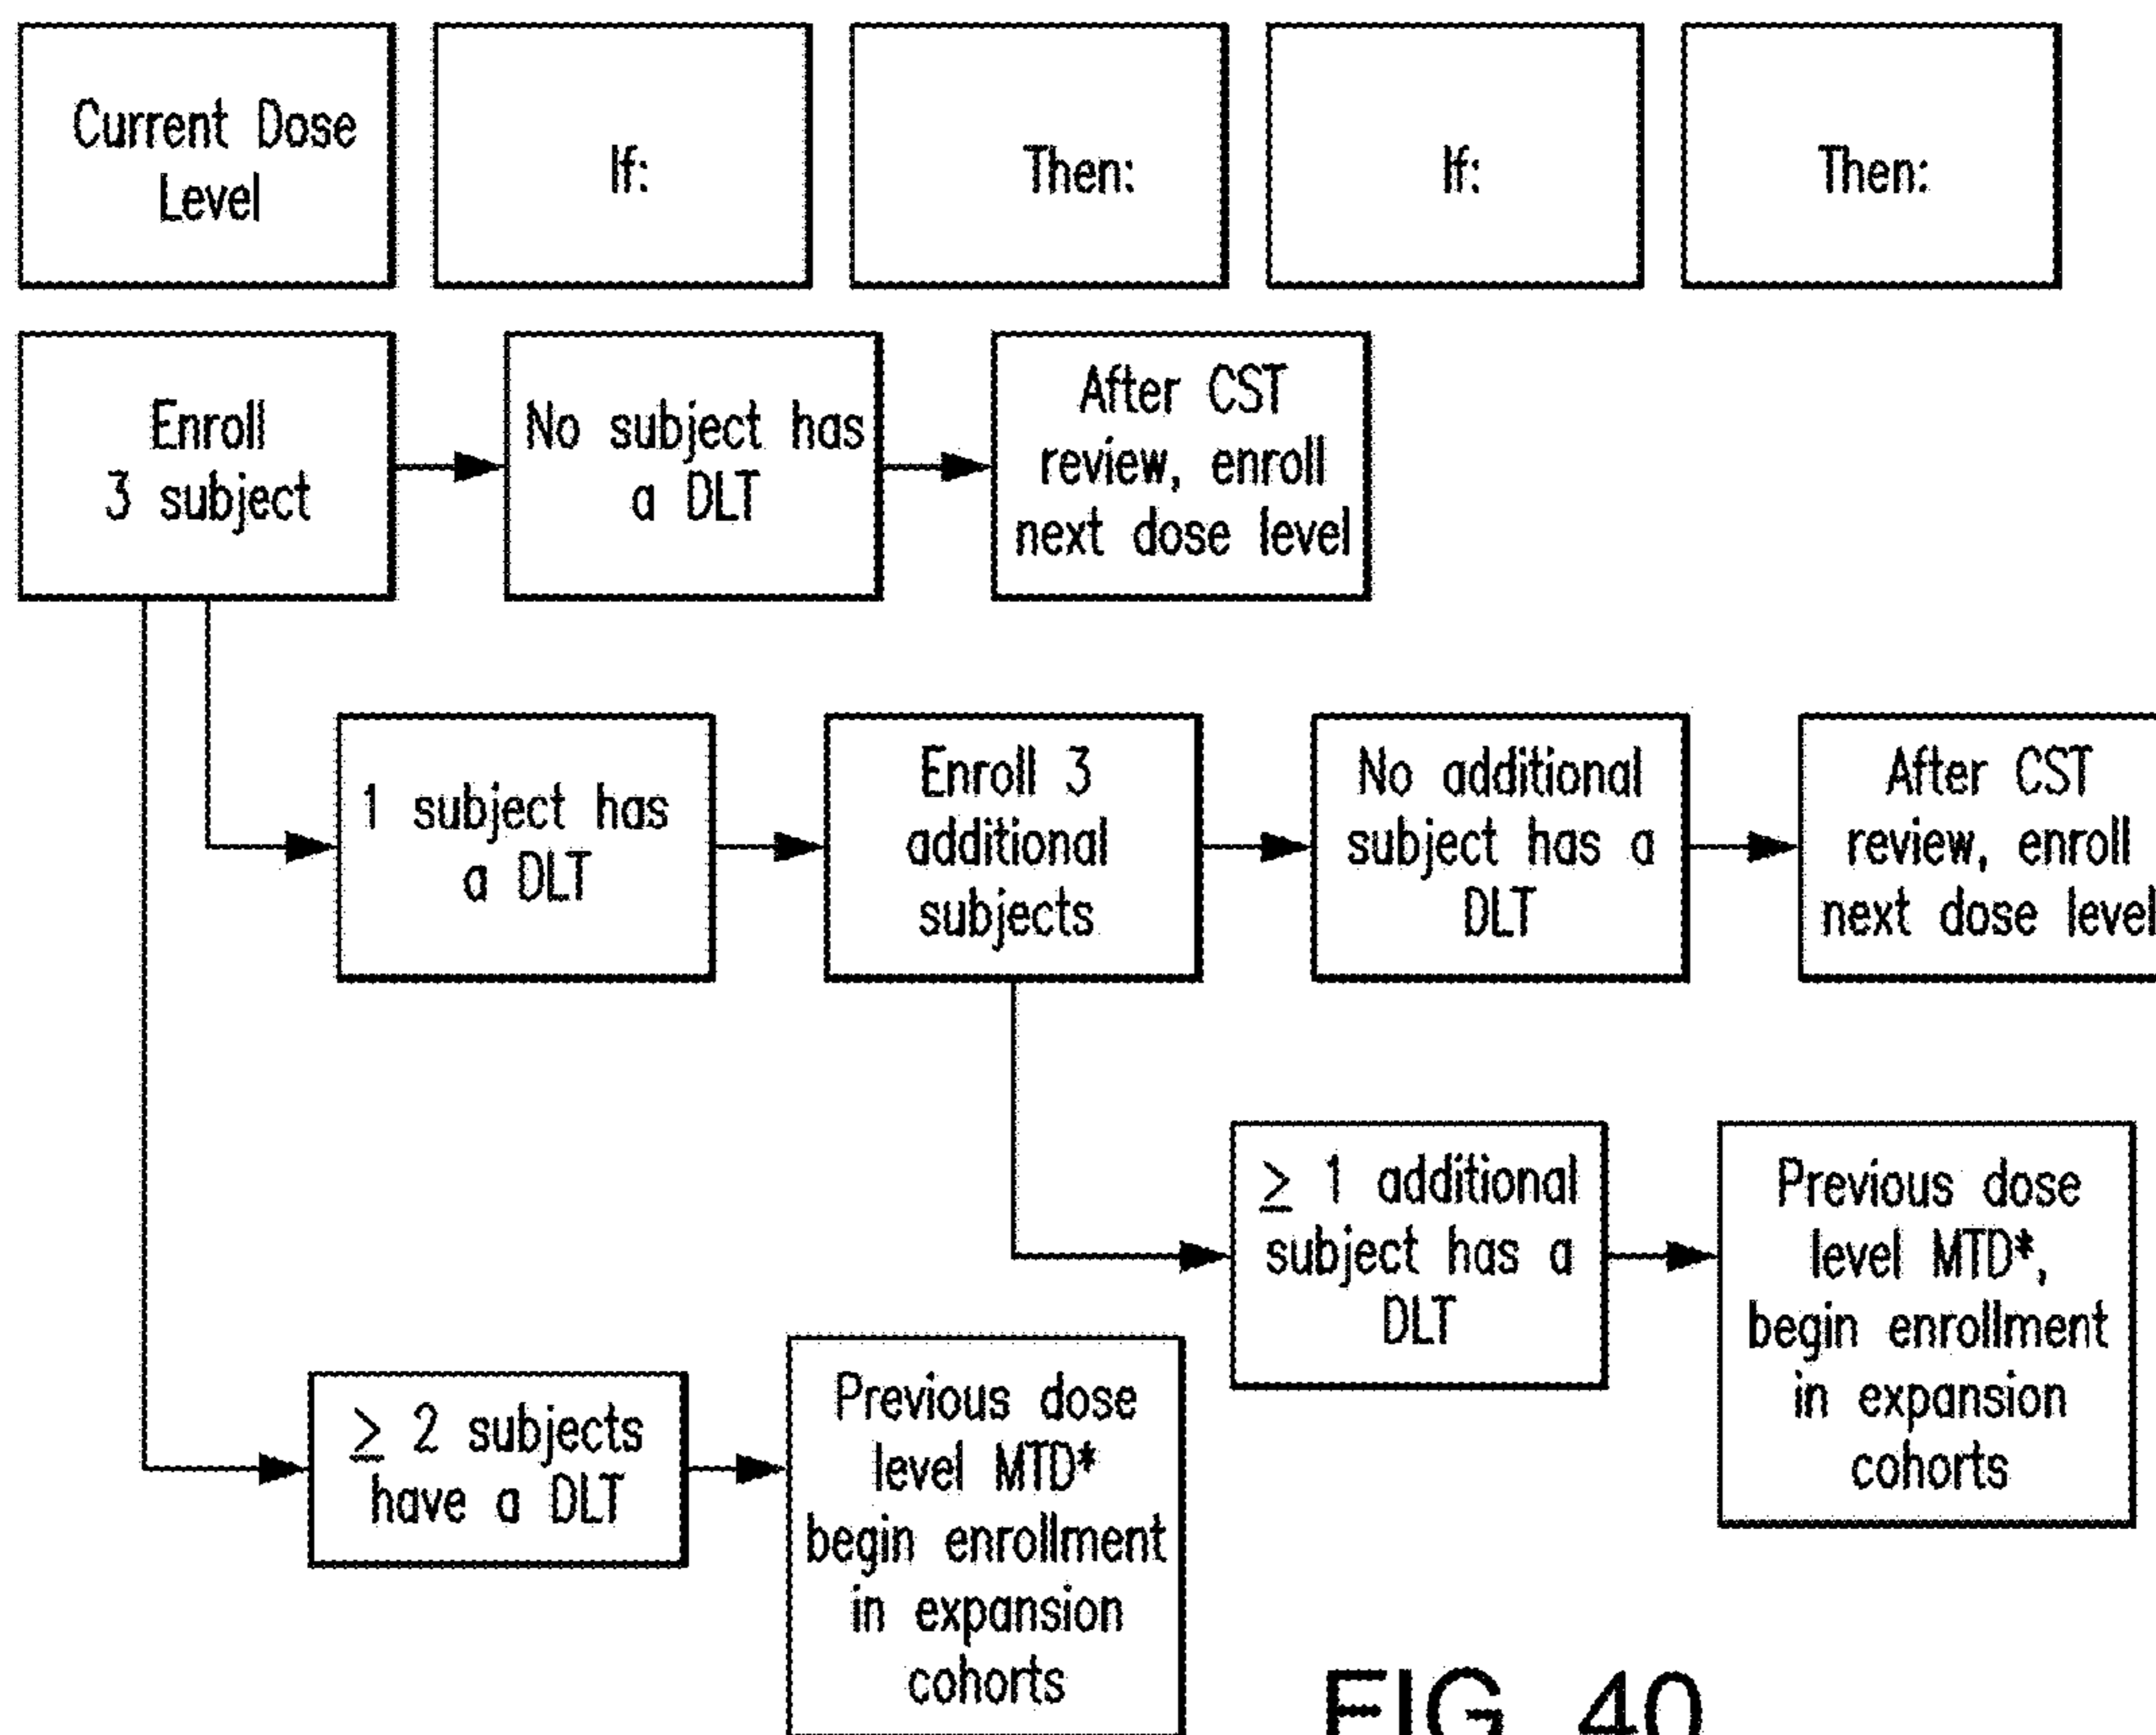 Current Dose
Level
If:
Then:
If:
Then:
Enroll
3 subject
No subject has
a DLT
After CST
review, enroll
next dose level
1 subject has
a DLT
Enroll 3
additional
subjects
No additional
subject has a
DLT
After CST
review, enroll
next dose level
≥ 1 additional
subject has a
DLT
Previous dose
level MTD*,
begin enrollment
in expansion
cohorts
≥ 2 subjects
have a DLT
Previous dose
level MTD*
begin enrollment
in expansion
cohorts
FIG. 40